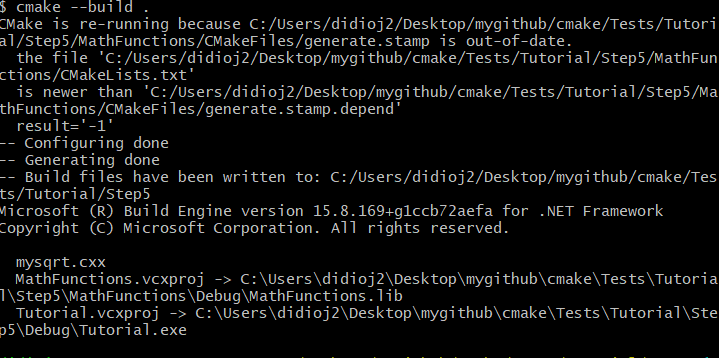 $ cmake --build .
CMake is re-running because C:/Users/didioj2/Desktop/mygithub/cmake/Tests/Tutori
al/Step5/MathFunctions/CMakeFiles/generate.stamp is out-of-date.
  the file 'C:/Users/didioj2/Desktop/mygithub/cmake/Tests/Tutorial/Step5/MathFun
ctions/CMakeLists.txt'
  is newer than 'C:/Users/didioj2/Desktop/mygithub/cmake/Tests/Tutorial/Step5/Ma
thFunctions/CMakeFiles/generate.stamp.depend'
  result='-1'
-- Configuring done
-- Generating done
-- Build files have been written to: C:/Users/didioj2/Desktop/mygithub/cmake/Tes
ts/Tutorial/Step5
Microsoft (R) Build Engine version 15.8.169+g1ccb72aefa for .NET Framework
Copyright (C) Microsoft Corporation. All rights reserved.
  mysqrt.cxx
  MathFunctions.vcxproj -> C:\Users\didioj2\Desktop\mygithub\cmake\Tests\Tutoria
l\Step5\MathFunctions\Debug\MathFunctions.lib
  Tutorial.vcxproj -> C:\Users\didioj2\Desktop\mygithub\cmake\Tests\Tutorial\Ste
p5\Debug\Tutorial.exe